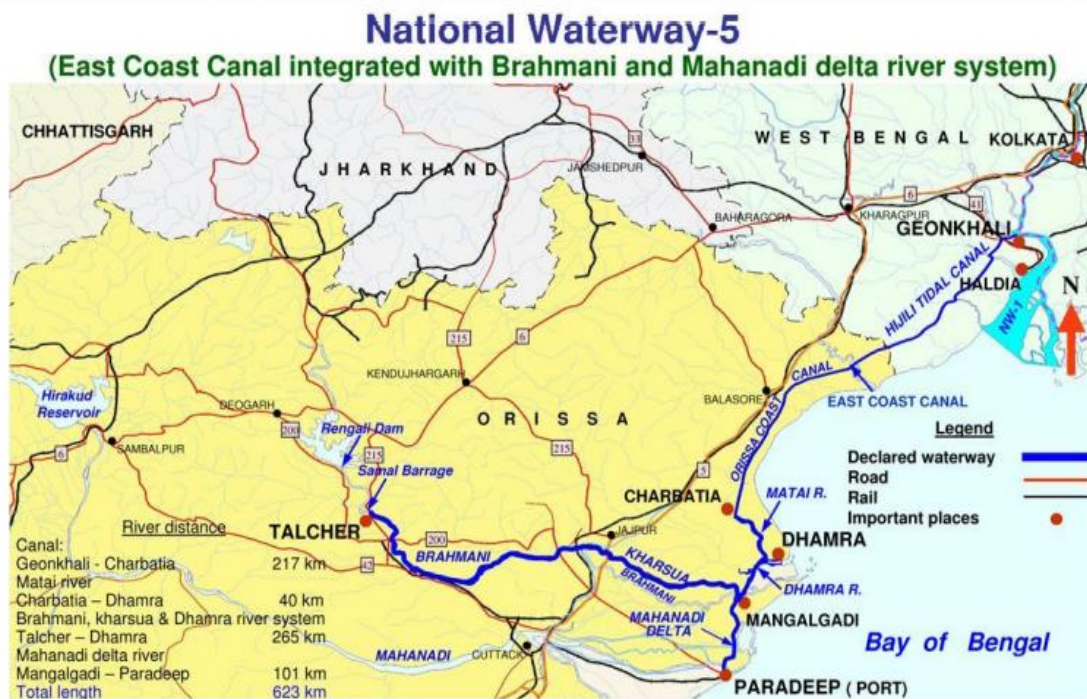 National Waterway-5
(East Coast Canal integrated with Brahmani and Mahanadi delta river system)
CHHATTISGARH
JHARKHAND
WEST BENGAL
KOLKATA
33
JAMSHEDPUR
BAHARAGORA
6
KHARAGPUR
41
GEONKHALI
HALDIA
HIJILI TIDAL CANAL
NW-1
N
215
6
KENDUJHARGARH
ORISSA
BALASORE
CANAL
ORISSA COAST
EAST COAST CANAL
Hirakud
Reservoir
DEOGARH
200
Rengali Dam
SAMBALPUR
6
215
Samal Barrage
215
5
Legend
Declared waterway
Road
Rail
Important places
CHARBATIA
MATAI R.
TALCHER
200
JAJPUR
DHAMRA
BRAHMANI
42
KHARSUA
BRAHMANI
DHAMRA R.
MANGALGADI
MAHANADI
DELTA
MAHANADI
CUTTACK
Bay of Bengal
PARADEEP ( PORT)
River distance
Canal:
Geonkhali - Charbatia 217 km
Matai river
Charbatia – Dhamra 40 km
Brahmani, kharsua & Dhamra river system
Talcher – Dhamra 265 km
Mahanadi delta river
Mangalgadi – Paradeep 101 km
Total length 623 km